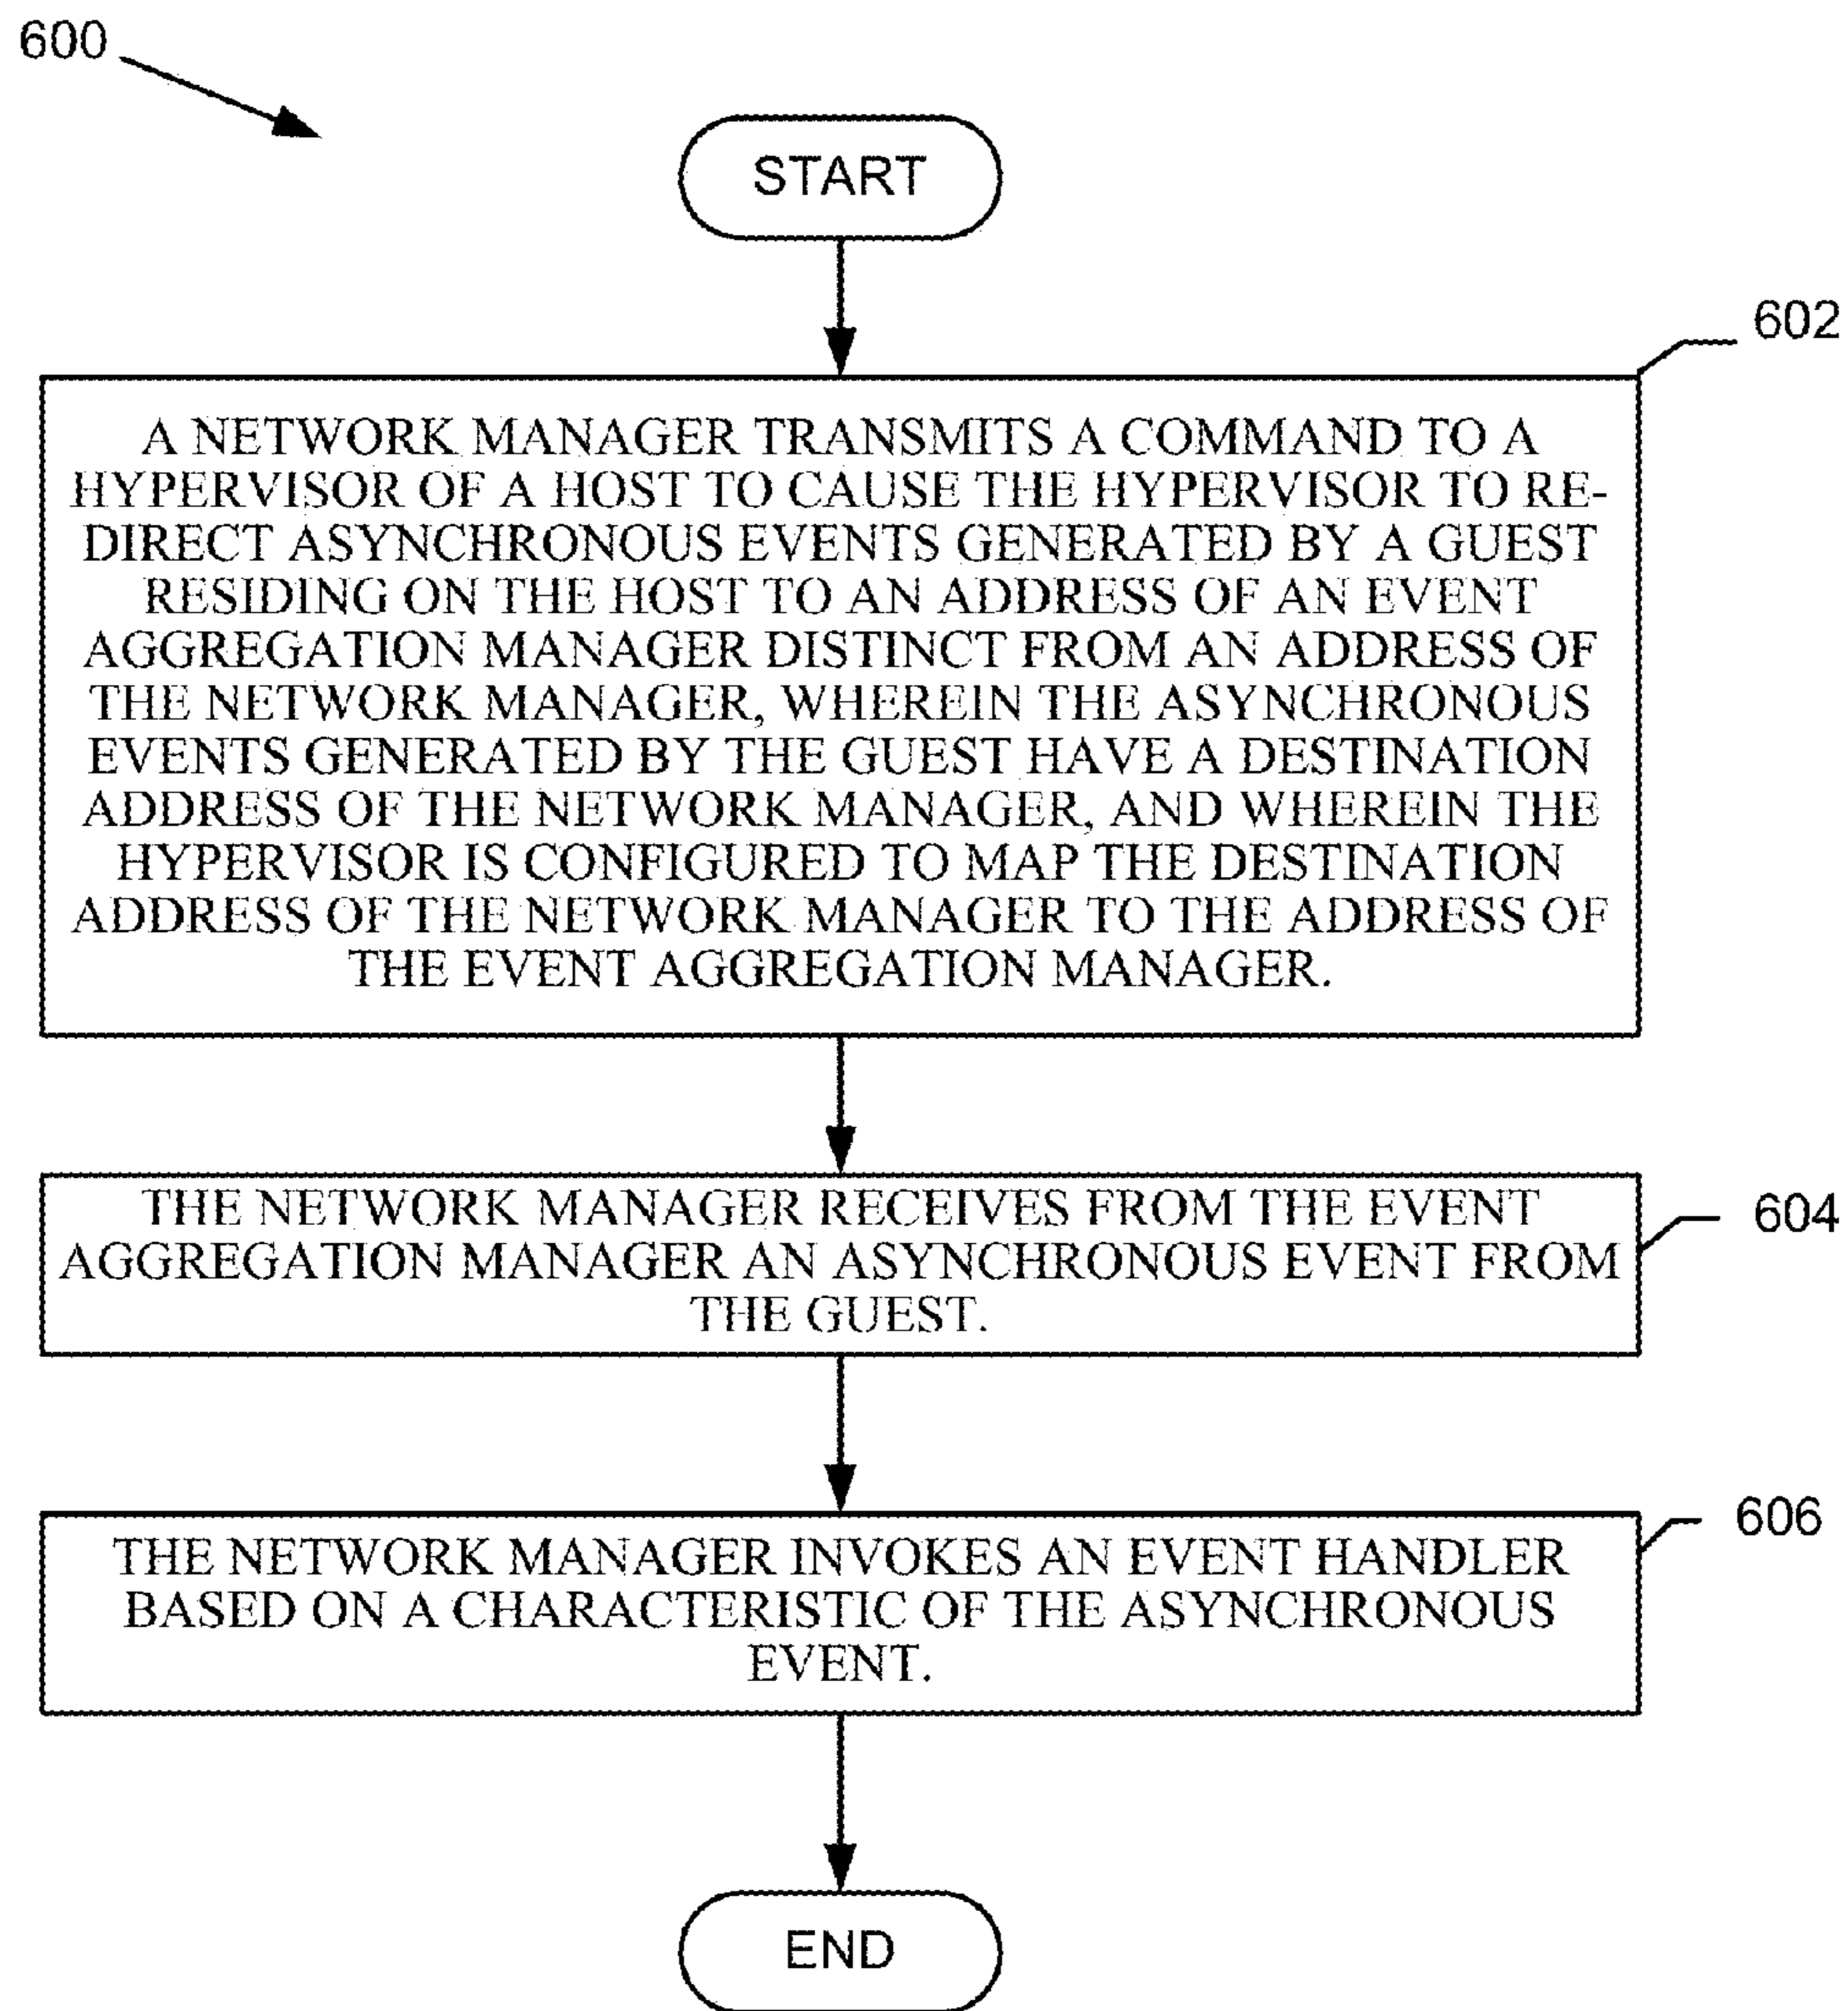 600
START
602
A NETWORK MANAGER TRANSMITS A COMMAND TO A
HYPERVISOR OF A HOST TO CAUSE THE HYPERVISOR TO RE-
DIRECT ASYNCHRONOUS EVENTS GENERATED BY A GUEST
RESIDING ON THE HOST TO AN ADDRESS OF AN EVENT
AGGREGATION MANAGER DISTINCT FROM AN ADDRESS OF
THE NETWORK MANAGER, WHEREIN THE ASYNCHRONOUS
EVENTS GENERATED BY THE GUEST HAVE A DESTINATION
ADDRESS OF THE NETWORK MANAGER, AND WHEREIN THE
HYPERVISOR IS CONFIGURED TO MAP THE DESTINATION
ADDRESS OF THE NETWORK MANAGER TO THE ADDRESS OF
THE EVENT AGGREGATION MANAGER.
604
THE NETWORK MANAGER RECEIVES FROM THE EVENT
AGGREGATION MANAGER AN ASYNCHRONOUS EVENT FROM
THE GUEST.
606
THE NETWORK MANAGER INVOKES AN EVENT HANDLER
BASED ON A CHARACTERISTIC OF THE ASYNCHRONOUS
EVENT.
END